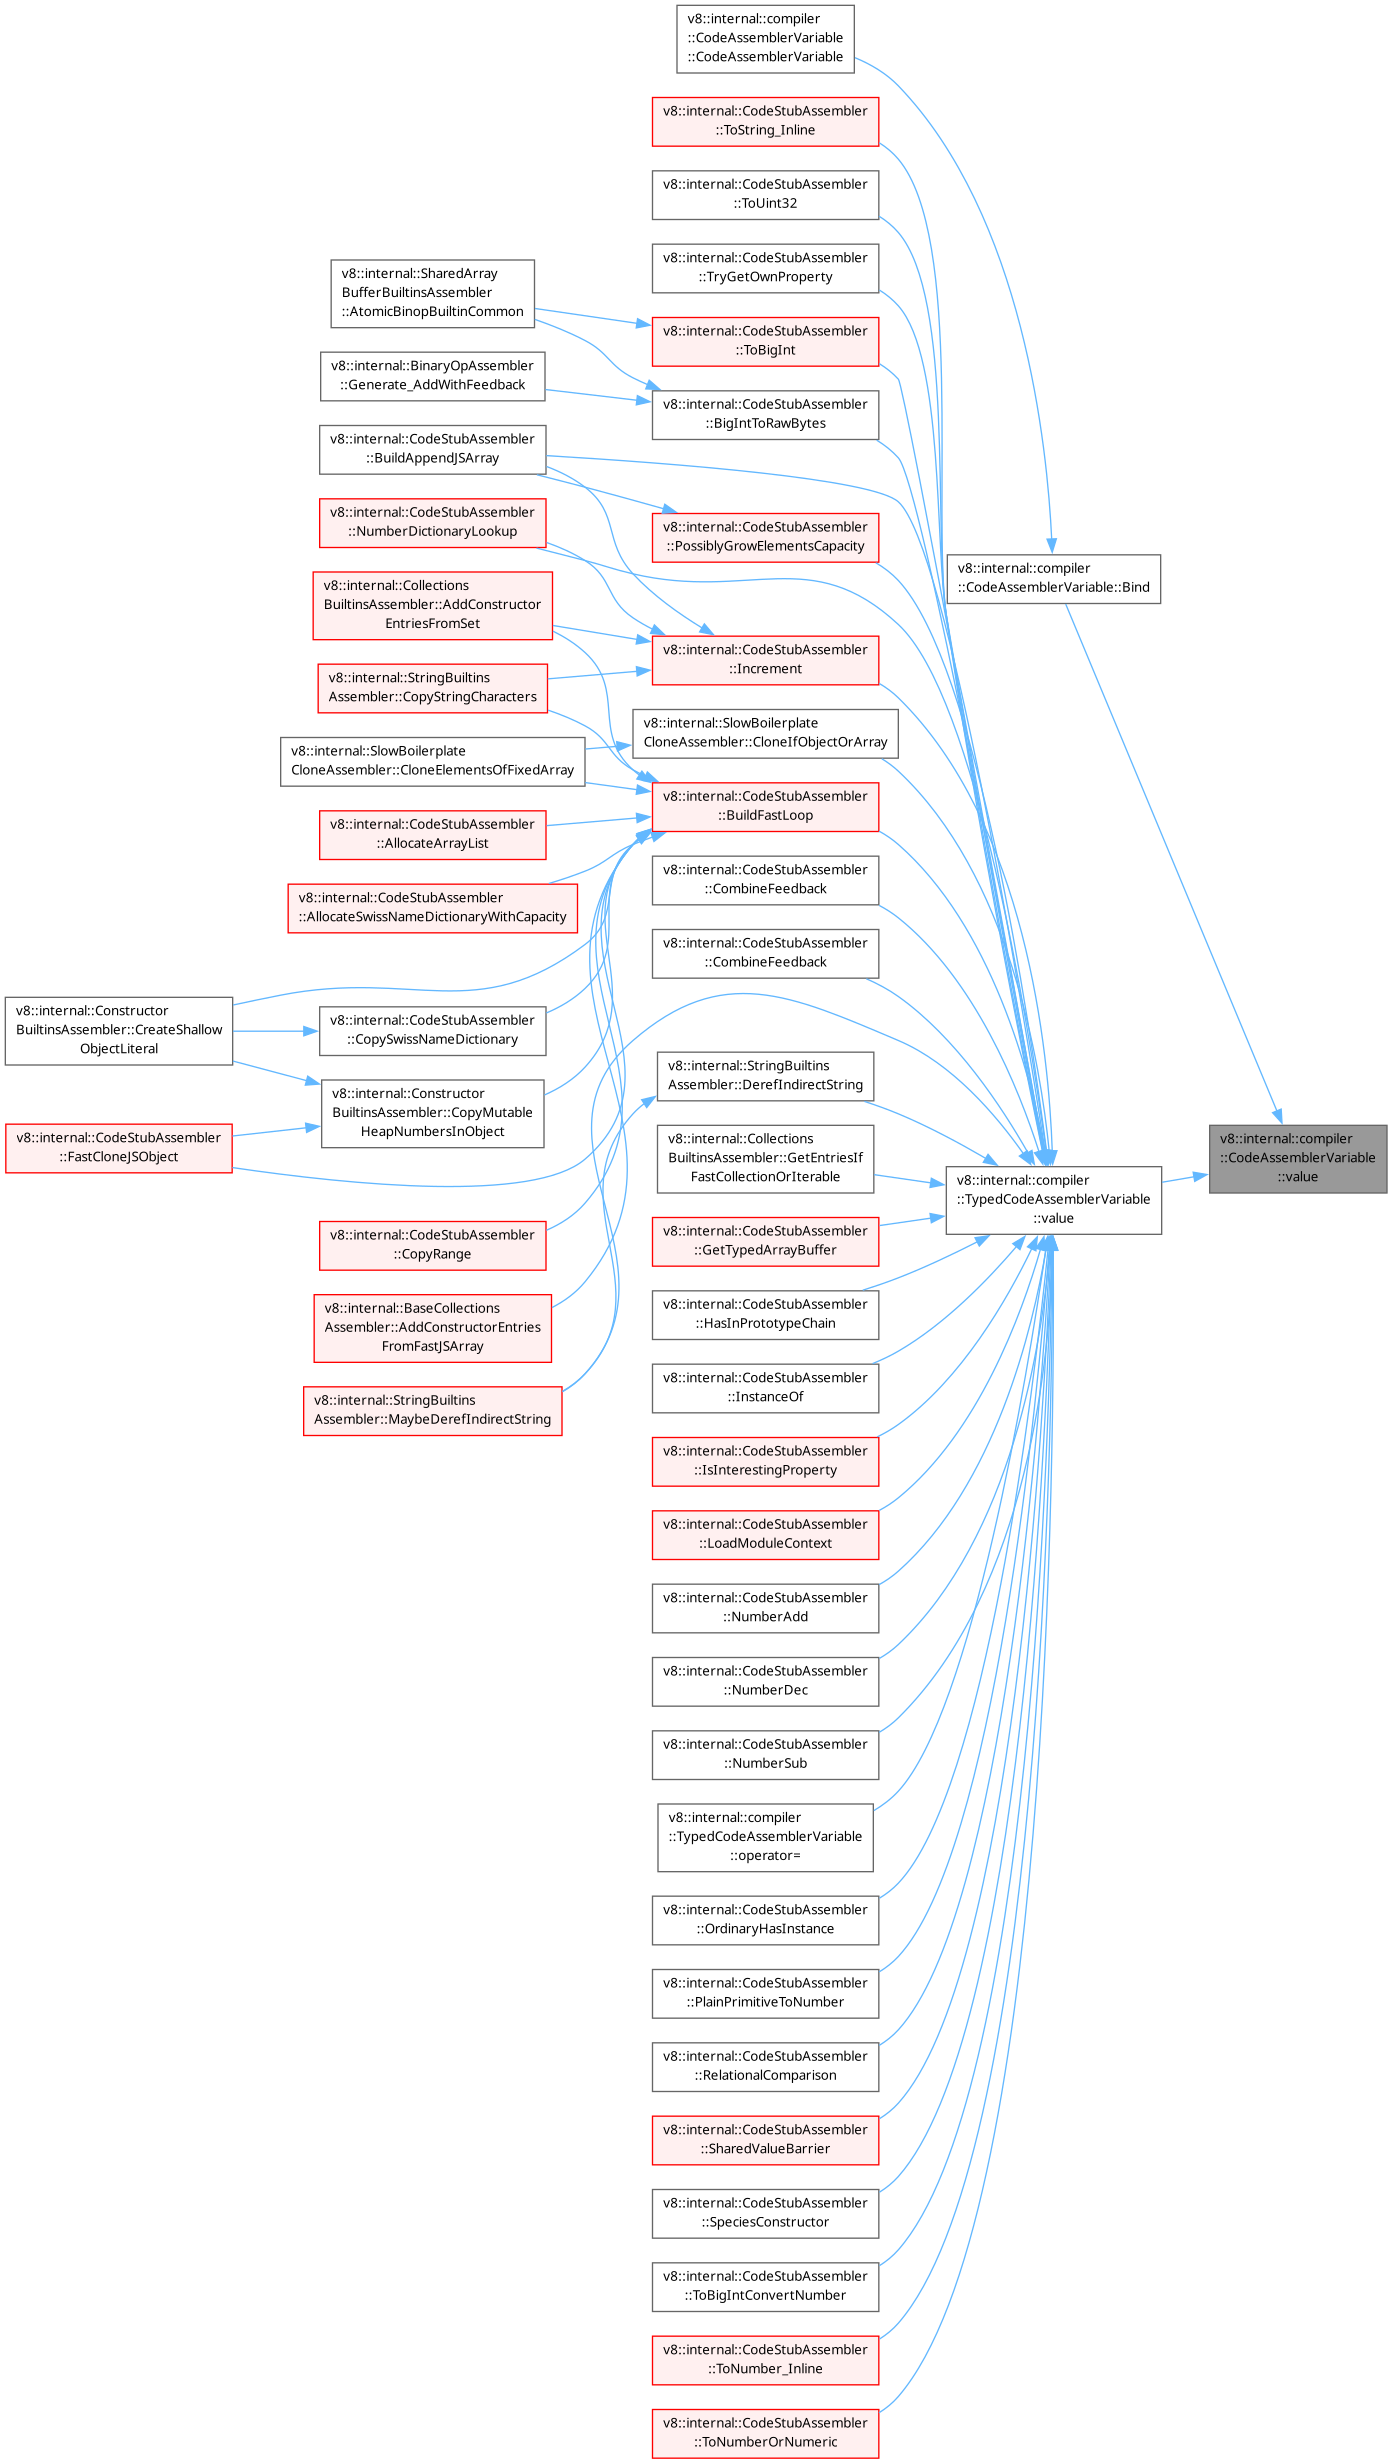 v8::internal::compiler
::CodeAssemblerVariable
::CodeAssemblerVariable
v8::internal::CodeStubAssembler
::ToString_Inline
v8::internal::CodeStubAssembler
::ToUint32
v8::internal::CodeStubAssembler
::TryGetOwnProperty
v8::internal::SharedArray
BufferBuiltinsAssembler
::AtomicBinopBuiltinCommon
v8::internal::CodeStubAssembler
::ToBigInt
v8::internal::BinaryOpAssembler
::Generate_AddWithFeedback
v8::internal::CodeStubAssembler
::BigIntToRawBytes
v8::internal::CodeStubAssembler
::BuildAppendJSArray
v8::internal::CodeStubAssembler
::NumberDictionaryLookup
v8::internal::CodeStubAssembler
::PossiblyGrowElementsCapacity
v8::internal::compiler
::CodeAssemblerVariable::Bind
v8::internal::Collections
BuiltinsAssembler::AddConstructor
EntriesFromSet
v8::internal::CodeStubAssembler
::Increment
v8::internal::StringBuiltins
Assembler::CopyStringCharacters
v8::internal::SlowBoilerplate
CloneAssembler::CloneIfObjectOrArray
v8::internal::SlowBoilerplate
CloneAssembler::CloneElementsOfFixedArray
v8::internal::CodeStubAssembler
::BuildFastLoop
v8::internal::CodeStubAssembler
::AllocateArrayList
v8::internal::CodeStubAssembler
::CombineFeedback
v8::internal::CodeStubAssembler
::AllocateSwissNameDictionaryWithCapacity
v8::internal::CodeStubAssembler
::CombineFeedback
v8::internal::Constructor
BuiltinsAssembler::CreateShallow
ObjectLiteral
v8::internal::CodeStubAssembler
::CopySwissNameDictionary
v8::internal::StringBuiltins
Assembler::DerefIndirectString
v8::internal::Constructor
BuiltinsAssembler::CopyMutable
HeapNumbersInObject
v8::internal::CodeStubAssembler
::FastCloneJSObject
v8::internal::Collections
BuiltinsAssembler::GetEntriesIf
FastCollectionOrIterable
v8::internal::compiler
::CodeAssemblerVariable
::value
v8::internal::compiler
::TypedCodeAssemblerVariable
::value
v8::internal::CodeStubAssembler
::CopyRange
v8::internal::CodeStubAssembler
::GetTypedArrayBuffer
v8::internal::BaseCollections
Assembler::AddConstructorEntries
FromFastJSArray
v8::internal::CodeStubAssembler
::HasInPrototypeChain
v8::internal::StringBuiltins
Assembler::MaybeDerefIndirectString
v8::internal::CodeStubAssembler
::InstanceOf
v8::internal::CodeStubAssembler
::IsInterestingProperty
v8::internal::CodeStubAssembler
::LoadModuleContext
v8::internal::CodeStubAssembler
::NumberAdd
v8::internal::CodeStubAssembler
::NumberDec
v8::internal::CodeStubAssembler
::NumberSub
v8::internal::compiler
::TypedCodeAssemblerVariable
::operator=
v8::internal::CodeStubAssembler
::OrdinaryHasInstance
v8::internal::CodeStubAssembler
::PlainPrimitiveToNumber
v8::internal::CodeStubAssembler
::RelationalComparison
v8::internal::CodeStubAssembler
::SharedValueBarrier
v8::internal::CodeStubAssembler
::SpeciesConstructor
v8::internal::CodeStubAssembler
::ToBigIntConvertNumber
v8::internal::CodeStubAssembler
::ToNumber_Inline
v8::internal::CodeStubAssembler
::ToNumberOrNumeric